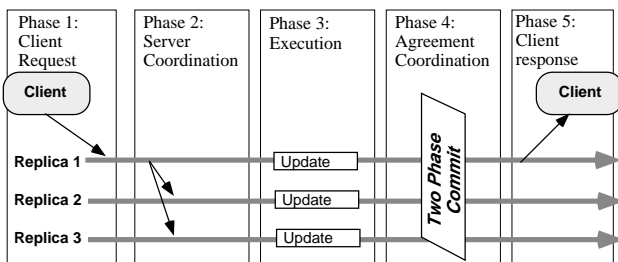 Phase 1:
Client
Request
Phase 2:
Server
Coordination
Phase 3:
Execution
Phase 4:
Agreement
Coordination
Phase 5:
Client
response
Client
Client
Replica 1
Update
Replica 2
Update
Replica 3
Update
Two Phase
Commit